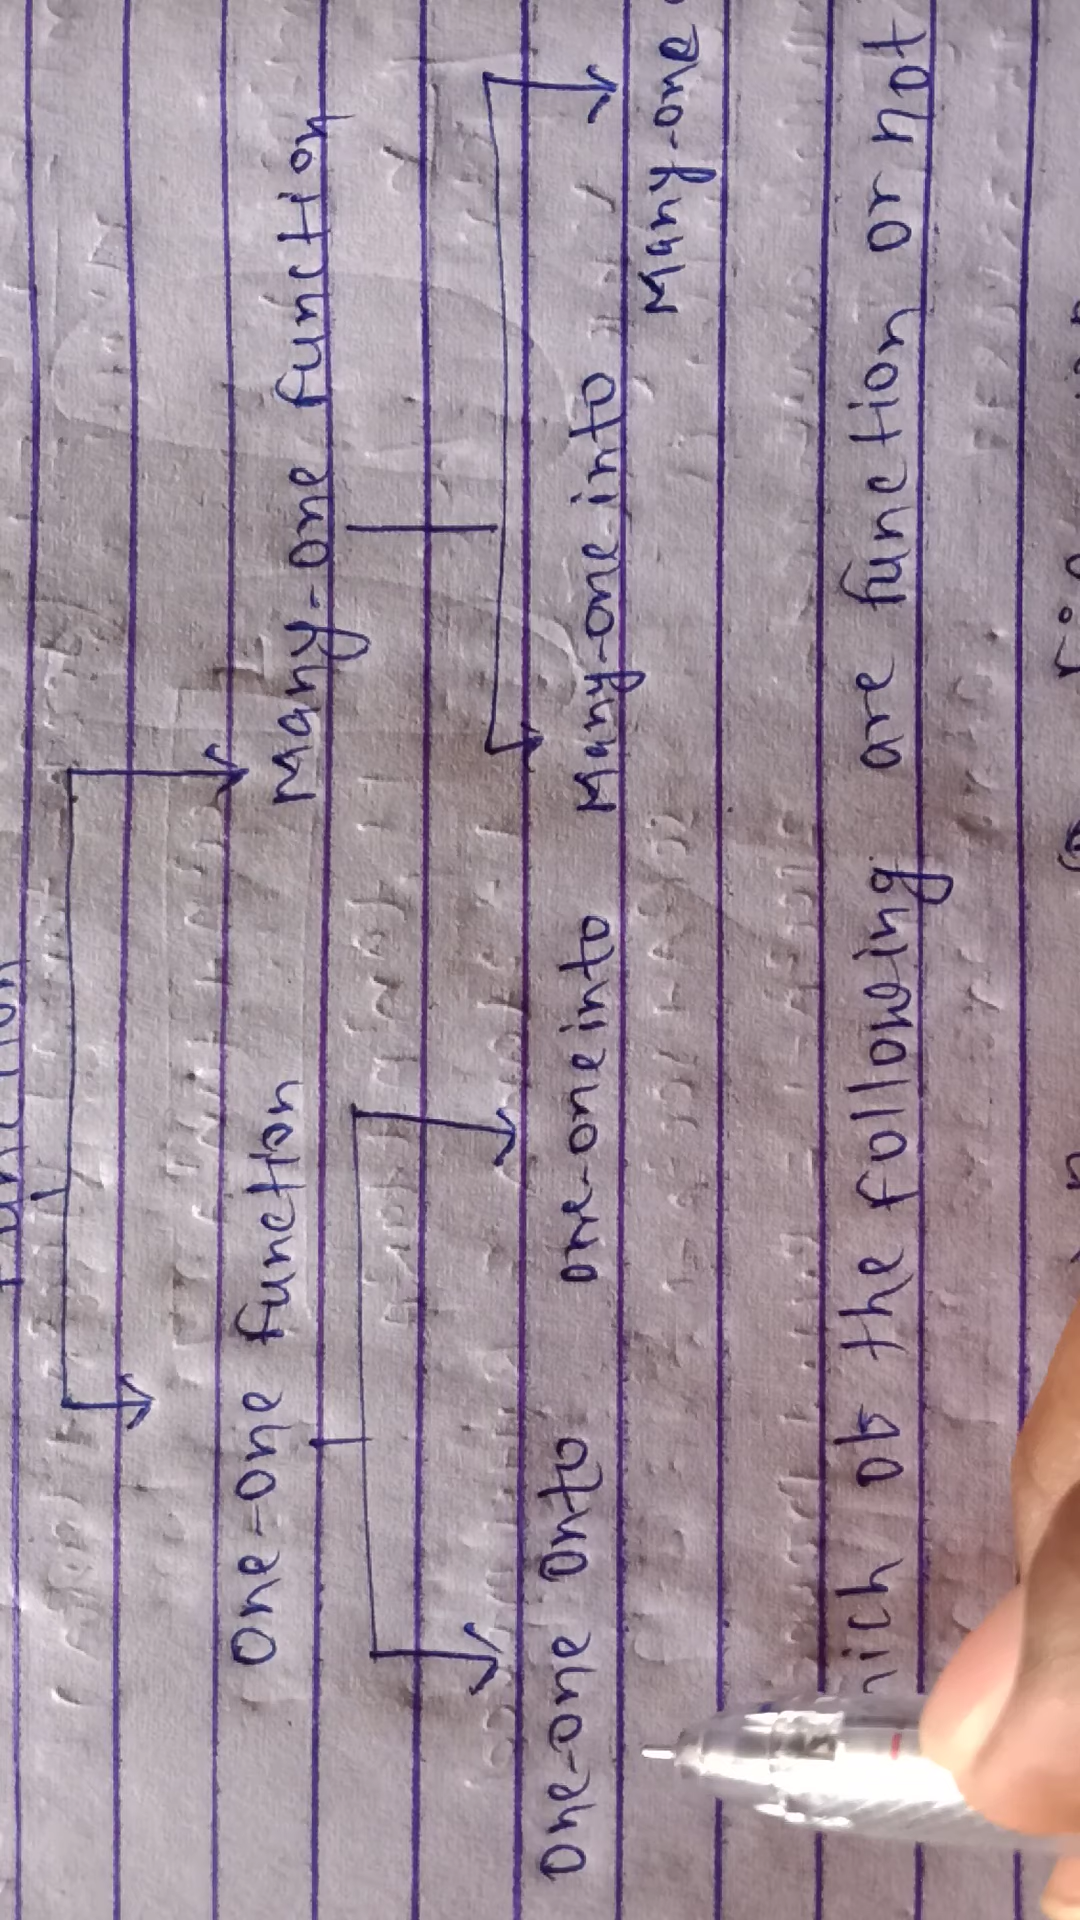 Function
One-one function Many-one function
One-one onto one-one into Many-one into Many-one
of the following are function or not